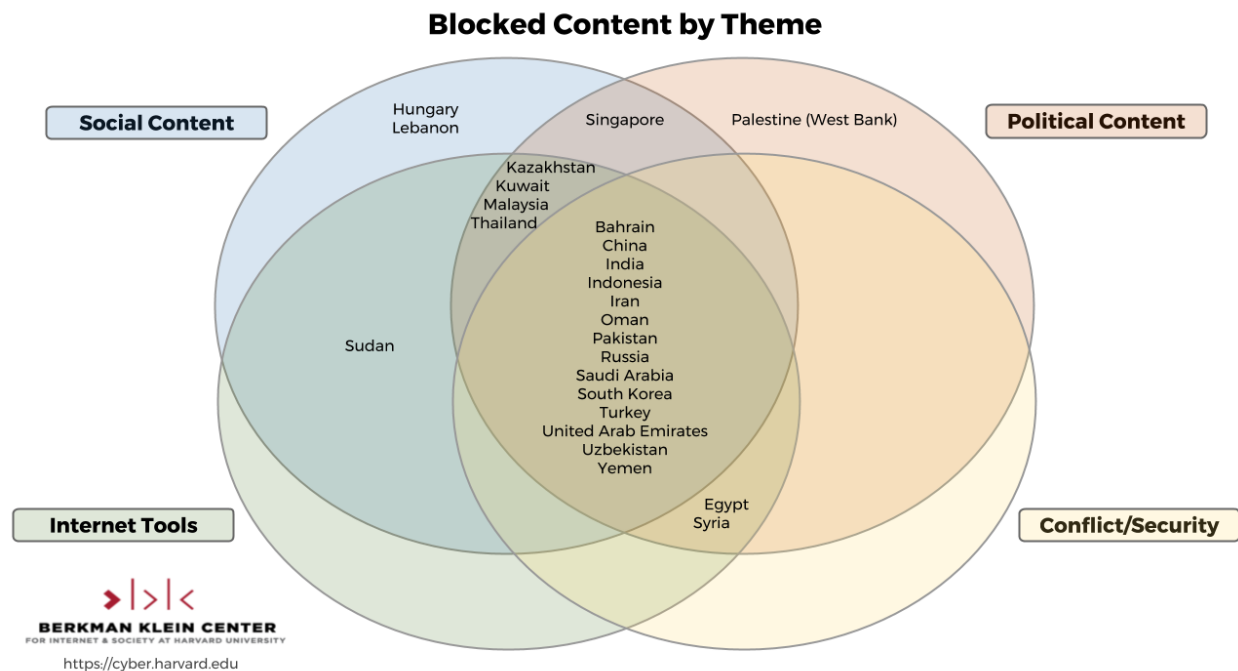 Blocked Content by Theme
Social Content
Hungary
Lebanon
Singapore
Palestine (West Bank)
Political Content
Kazakhstan
Kuwait
Malaysia
Thailand
Bahrain
China
India
Indonesia
Iran
Oman
Pakistan
Russia
Saudi Arabia
South Korea
Turkey
United Arab Emirates
Uzbekistan
Yemen
Sudan
Egypt
Syria
Internet Tools
Conflict/Security
BERKMAN KLEIN CENTER
FOR INTERNET & SOCIETY AT HARVARD UNIVERSITY
https://cyber.harvard.edu